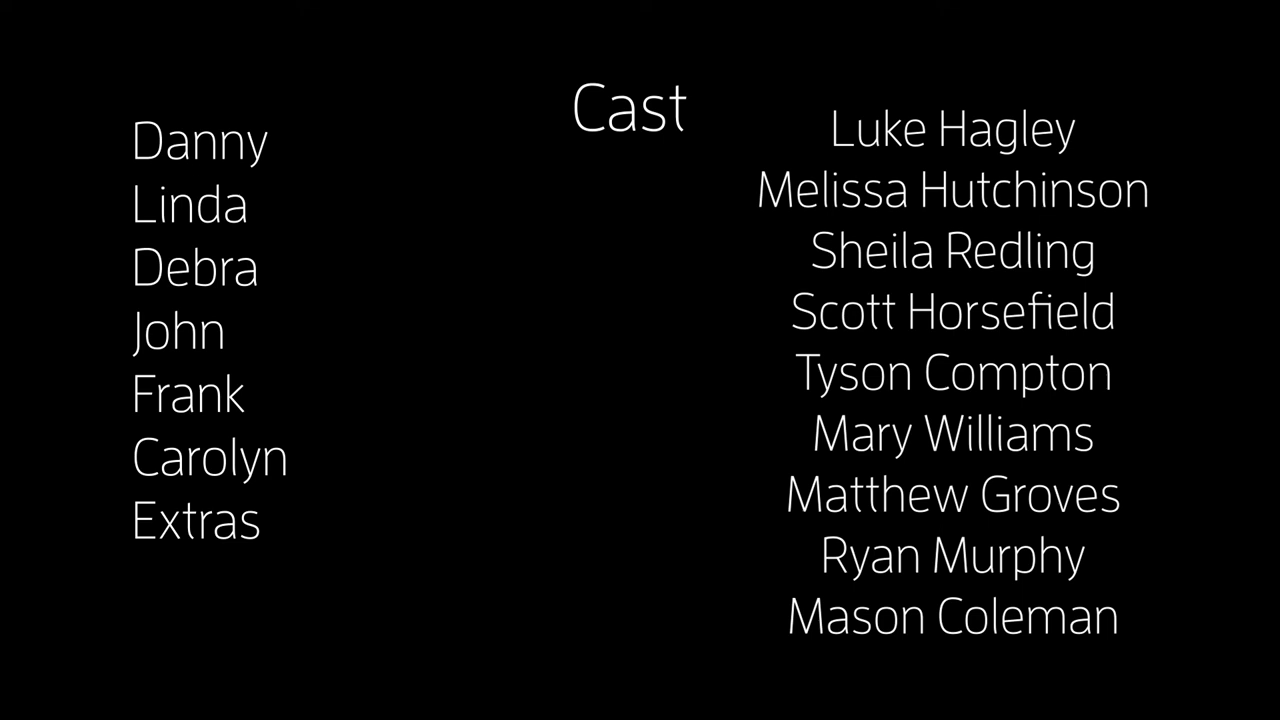 Cast
Danny
Linda
Debra
John
Frank
Carolyn
Extras
Luke Hagley
Melissa Hutchinson
Sheila Redling
Scott Horsefield
Tyson Compton
Mary Williams
Matthew Groves
Ryan Murphy
Mason Coleman